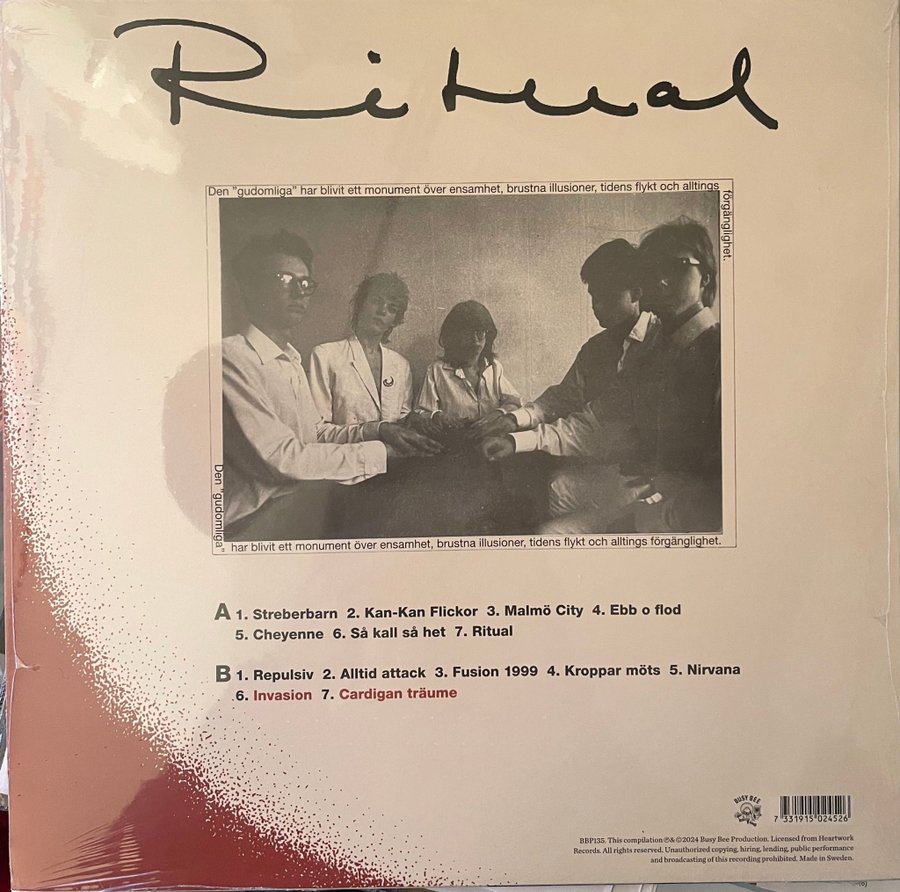 Ritual
Den "gudomliga" har blivit ett monument över ensamhet, brustna illusioner, tidens flykt och alltings
förgänglighet.
Den "gudomliga"
har blivit ett monument över ensamhet, brustna illusioner, tidens flykt och alltings förgänglighet.
A 1. Streberbarn 2. Kan-Kan Flickor 3. Malmö City 4. Ebb o flod
5. Cheyenne 6. Så kall så het 7. Ritual
B 1. Repulsiv 2. Alltid attack 3. Fusion 1999 4. Kroppar möts 5. Nirvana
6. Invasion 7. Cardigan träume
BUSY BEE
7 331915 024526
BBP135. This compilation ℗& ©2024 Busy Bee Production. Licensed from Heartwork
Records. All rights reserved. Unauthorized copying, hiring, lending, public performance
and broadcasting of this recording prohibited. Made in Sweden.